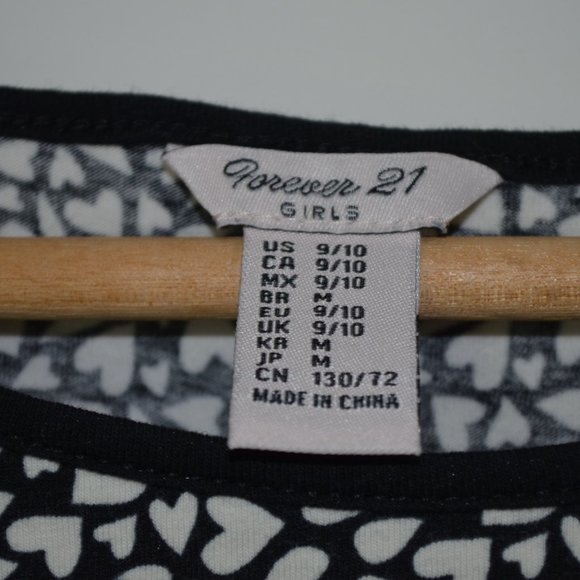 Forever 21
GIRLS
US 9/10
CA 9/10
MX 9/10
BR M
EU 9/10
UK 9/10
KR M
JP M
CN 130/72
MADE IN CHINA